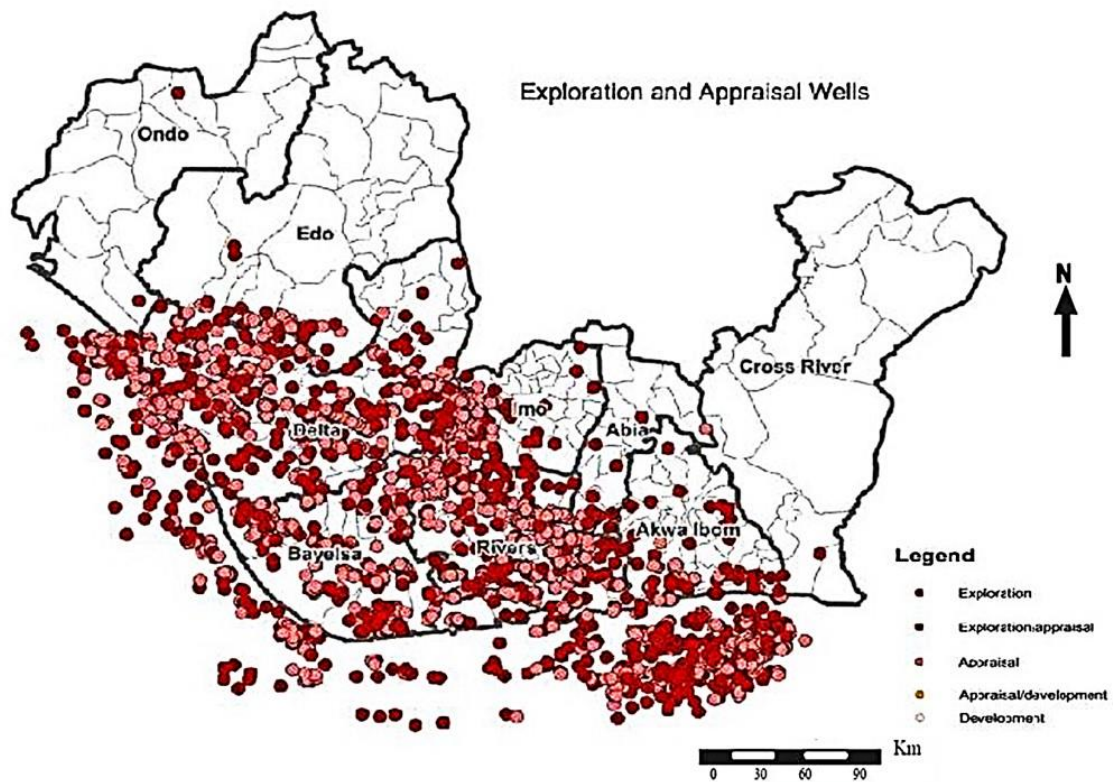 Exploration and Appraisal Wells
Ondo
Edo
N
Cross River
Imo
Delta
Abia
Akwa Ibom
Bayelsa
Rivers
Legend
Exploration
Exploration/appraisal
Appraisal
Appraisal/development
Development
Km
0 30 60 90